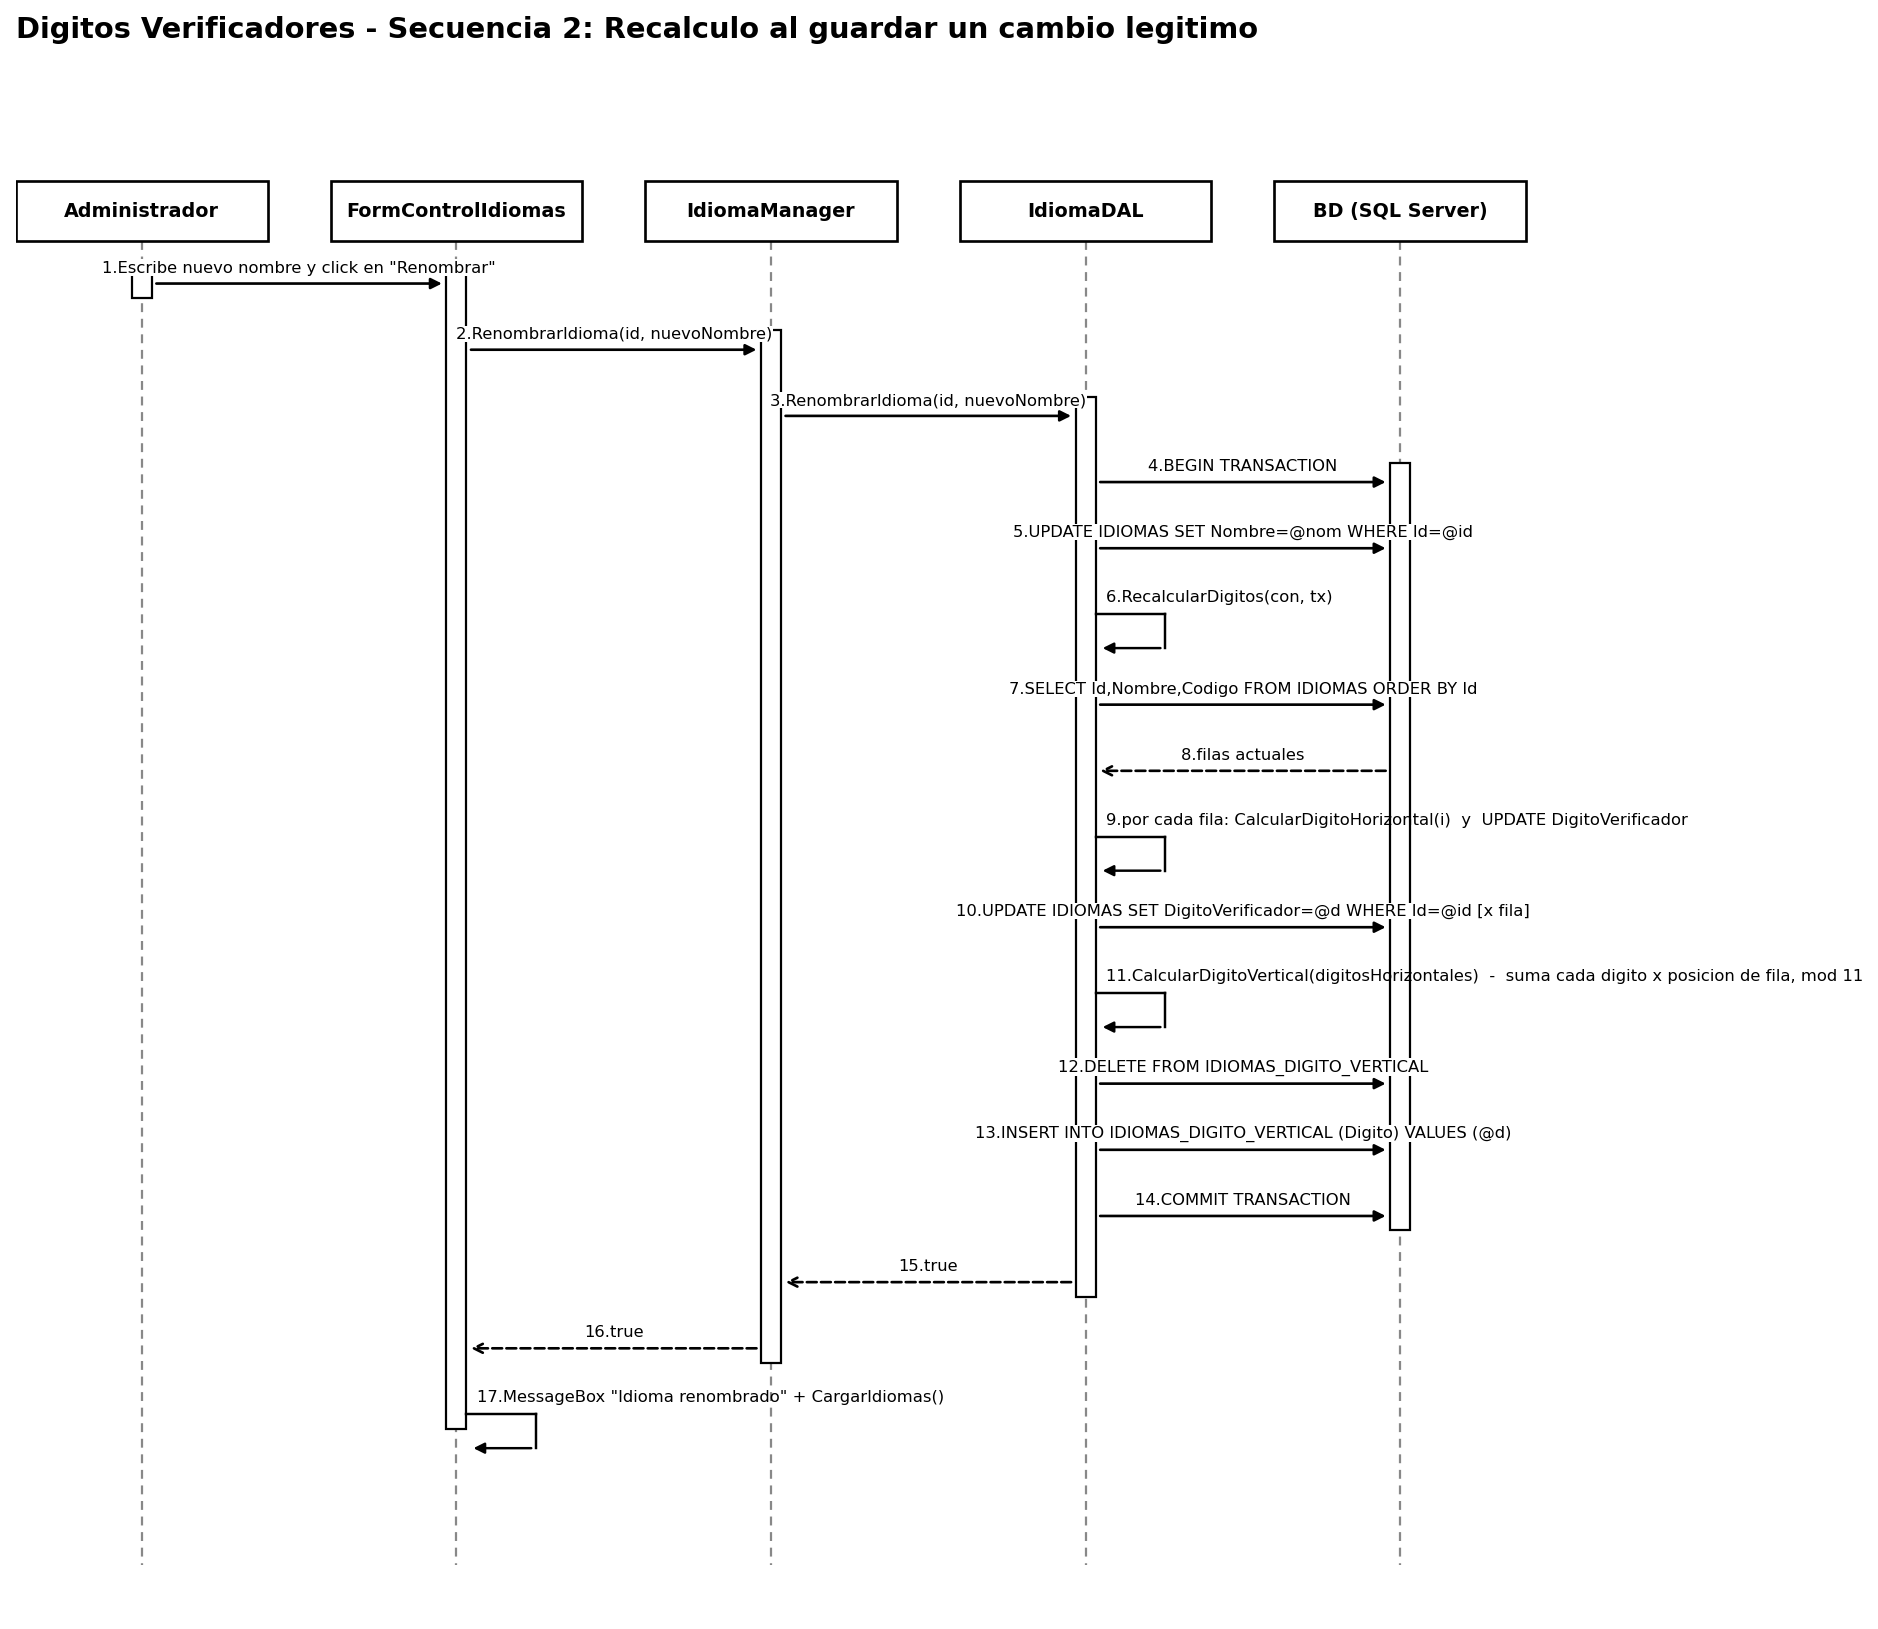 Digitos Verificadores - Secuencia 2: Recalculo al guardar un cambio legitimo
Administrador
FormControlIdiomas
IdiomaManager
IdiomaDAL
BD (SQL Server)
1.Escribe nuevo nombre y click en "Renombrar"
2.RenombrarIdioma(id, nuevoNombre)
3.RenombrarIdioma(id, nuevoNombre)
4.BEGIN TRANSACTION
5.UPDATE IDIOMAS SET Nombre=@nom WHERE Id=@id
6.RecalcularDigitos(con, tx)
7.SELECT Id,Nombre,Codigo FROM IDIOMAS ORDER BY Id
8.filas actuales
9.por cada fila: CalcularDigitoHorizontal(i)  y  UPDATE DigitoVerificador
10.UPDATE IDIOMAS SET DigitoVerificador=@d WHERE Id=@id [x fila]
11.CalcularDigitoVertical(digitosHorizontales)  -  suma cada digito x posicion de fila, mod 11
12.DELETE FROM IDIOMAS_DIGITO_VERTICAL
13.INSERT INTO IDIOMAS_DIGITO_VERTICAL (Digito) VALUES (@d)
14.COMMIT TRANSACTION
15.true
16.true
17.MessageBox "Idioma renombrado" + CargarIdiomas()